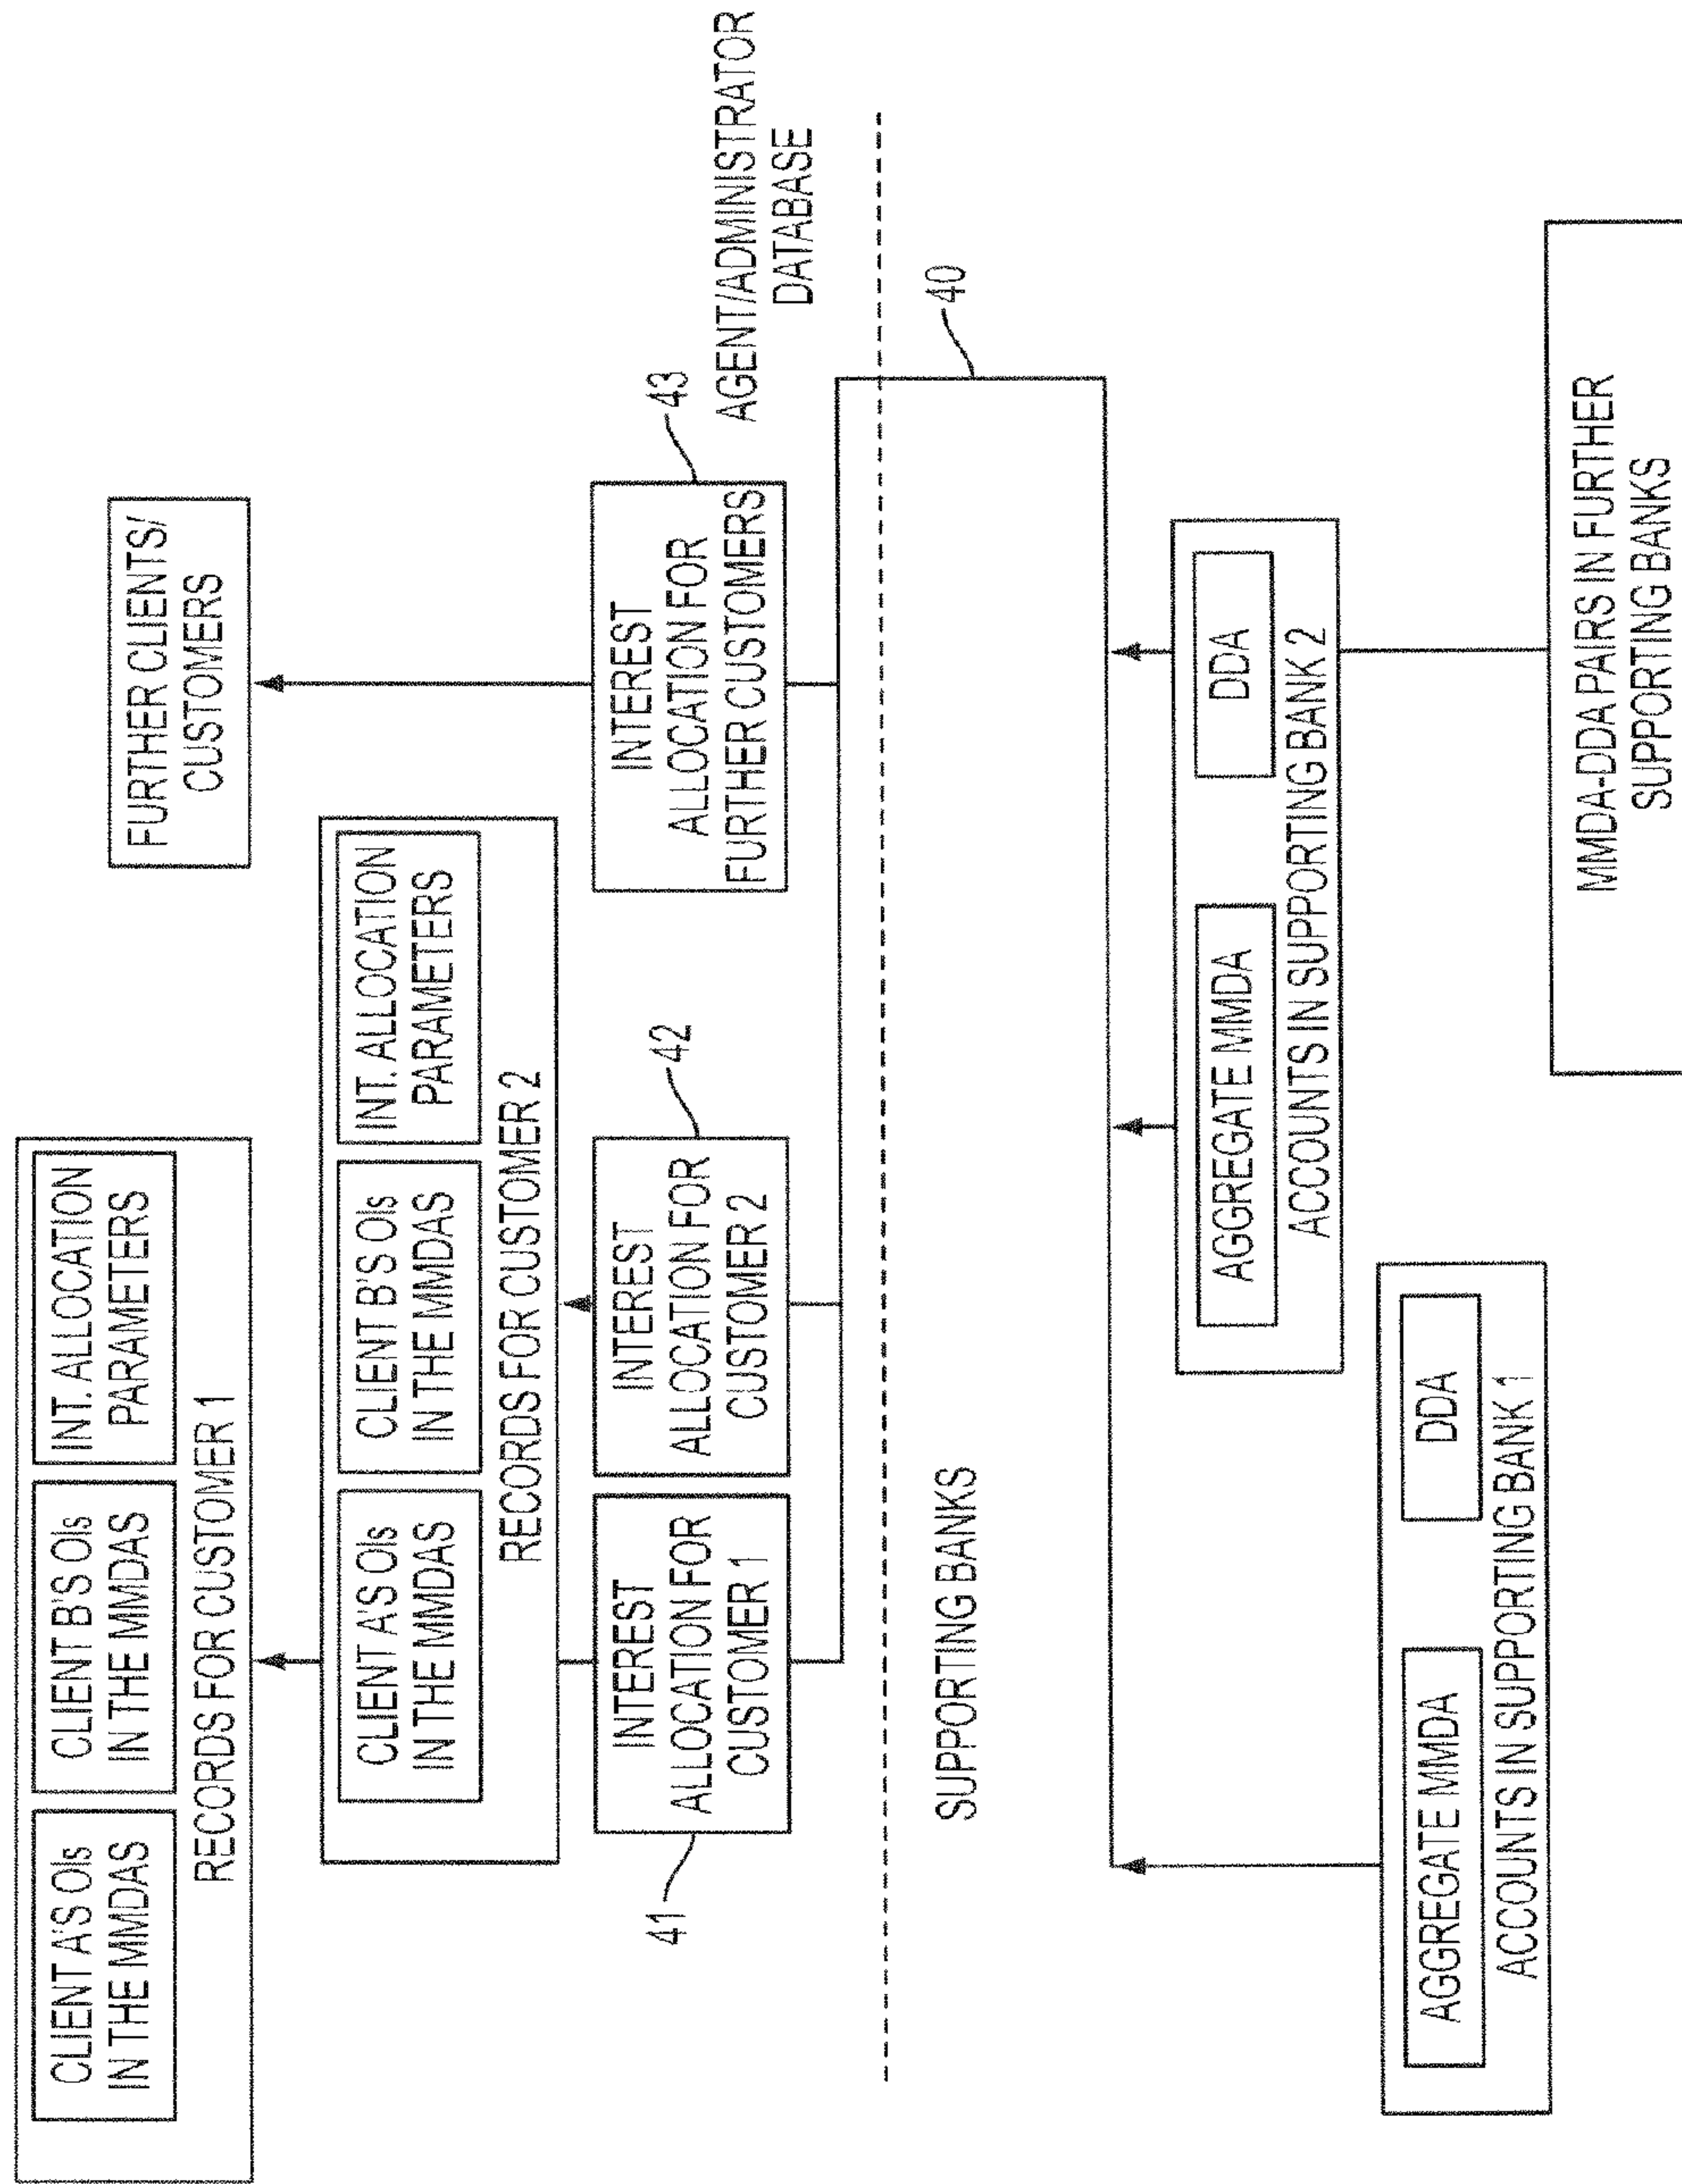 CLIENT A'S OIs
IN THE MMDAS
CLIENT B'S OIs
IN THE MMDAS
INT. ALLOCATION
PARAMETERS
RECORDS FOR CUSTOMER 1
FURTHER CLIENTS/
CUSTOMERS
CLIENT A'S OIs
IN THE MMDAS
CLIENT B'S OIs
IN THE MMDAS
INT. ALLOCATION
PARAMETERS
RECORDS FOR CUSTOMER 2
41
INTEREST
ALLOCATION FOR
CUSTOMER 1
42
INTEREST
ALLOCATION FOR
CUSTOMER 2
43
INTEREST
ALLOCATION FOR
FURTHER CUSTOMERS
AGENT/ADMINISTRATOR
DATABASE
SUPPORTING BANKS
40
AGGREGATE MMDA
DDA
ACCOUNTS IN SUPPORTING BANK 2
AGGREGATE MMDA
DDA
ACCOUNTS IN SUPPORTING BANK 1
MMDA-DDA PAIRS IN FURTHER
SUPPORTING BANKS